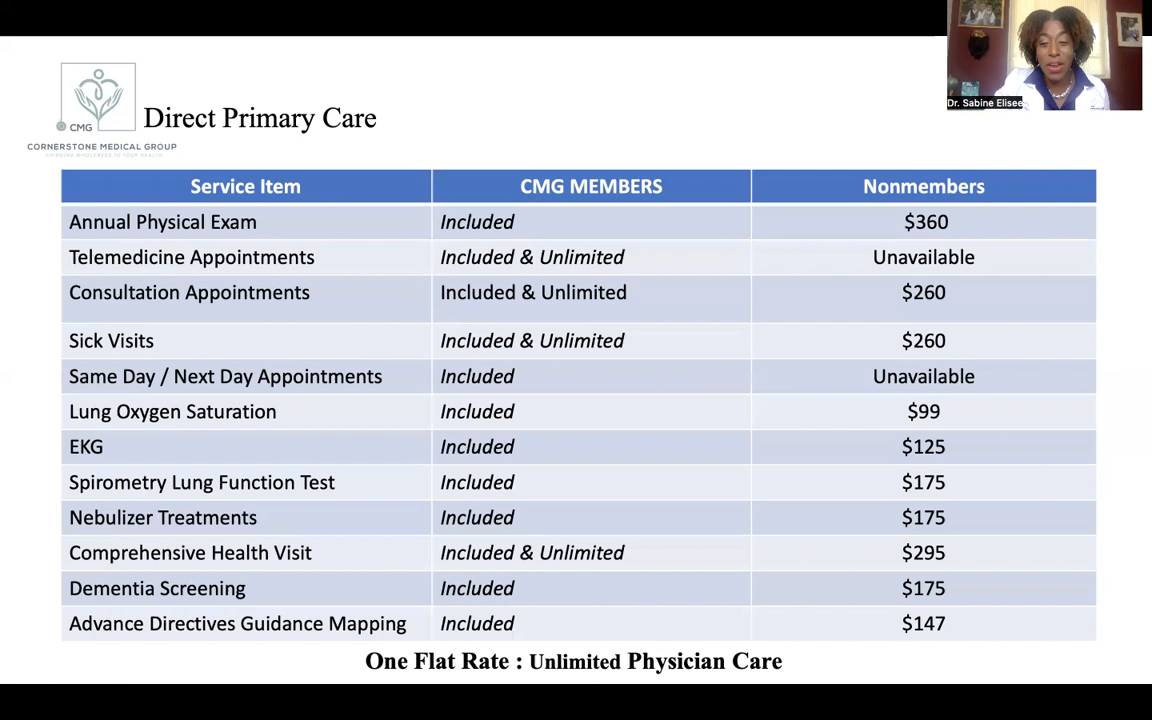 Dr. Sabine Elisee
CMG
CORNERSTONE MEDICAL GROUP
Direct Primary Care
Service Item CMG MEMBERS Nonmembers
Annual Physical Exam Included $360
Telemedicine Appointments Included & Unlimited Unavailable
Consultation Appointments Included & Unlimited $260
Sick Visits Included & Unlimited $260
Same Day / Next Day Appointments Included Unavailable
Lung Oxygen Saturation Included $99
EKG Included $125
Spirometry Lung Function Test Included $175
Nebulizer Treatments Included $175
Comprehensive Health Visit Included & Unlimited $295
Dementia Screening Included $175
Advance Directives Guidance Mapping Included $147
One Flat Rate : Unlimited Physician Care